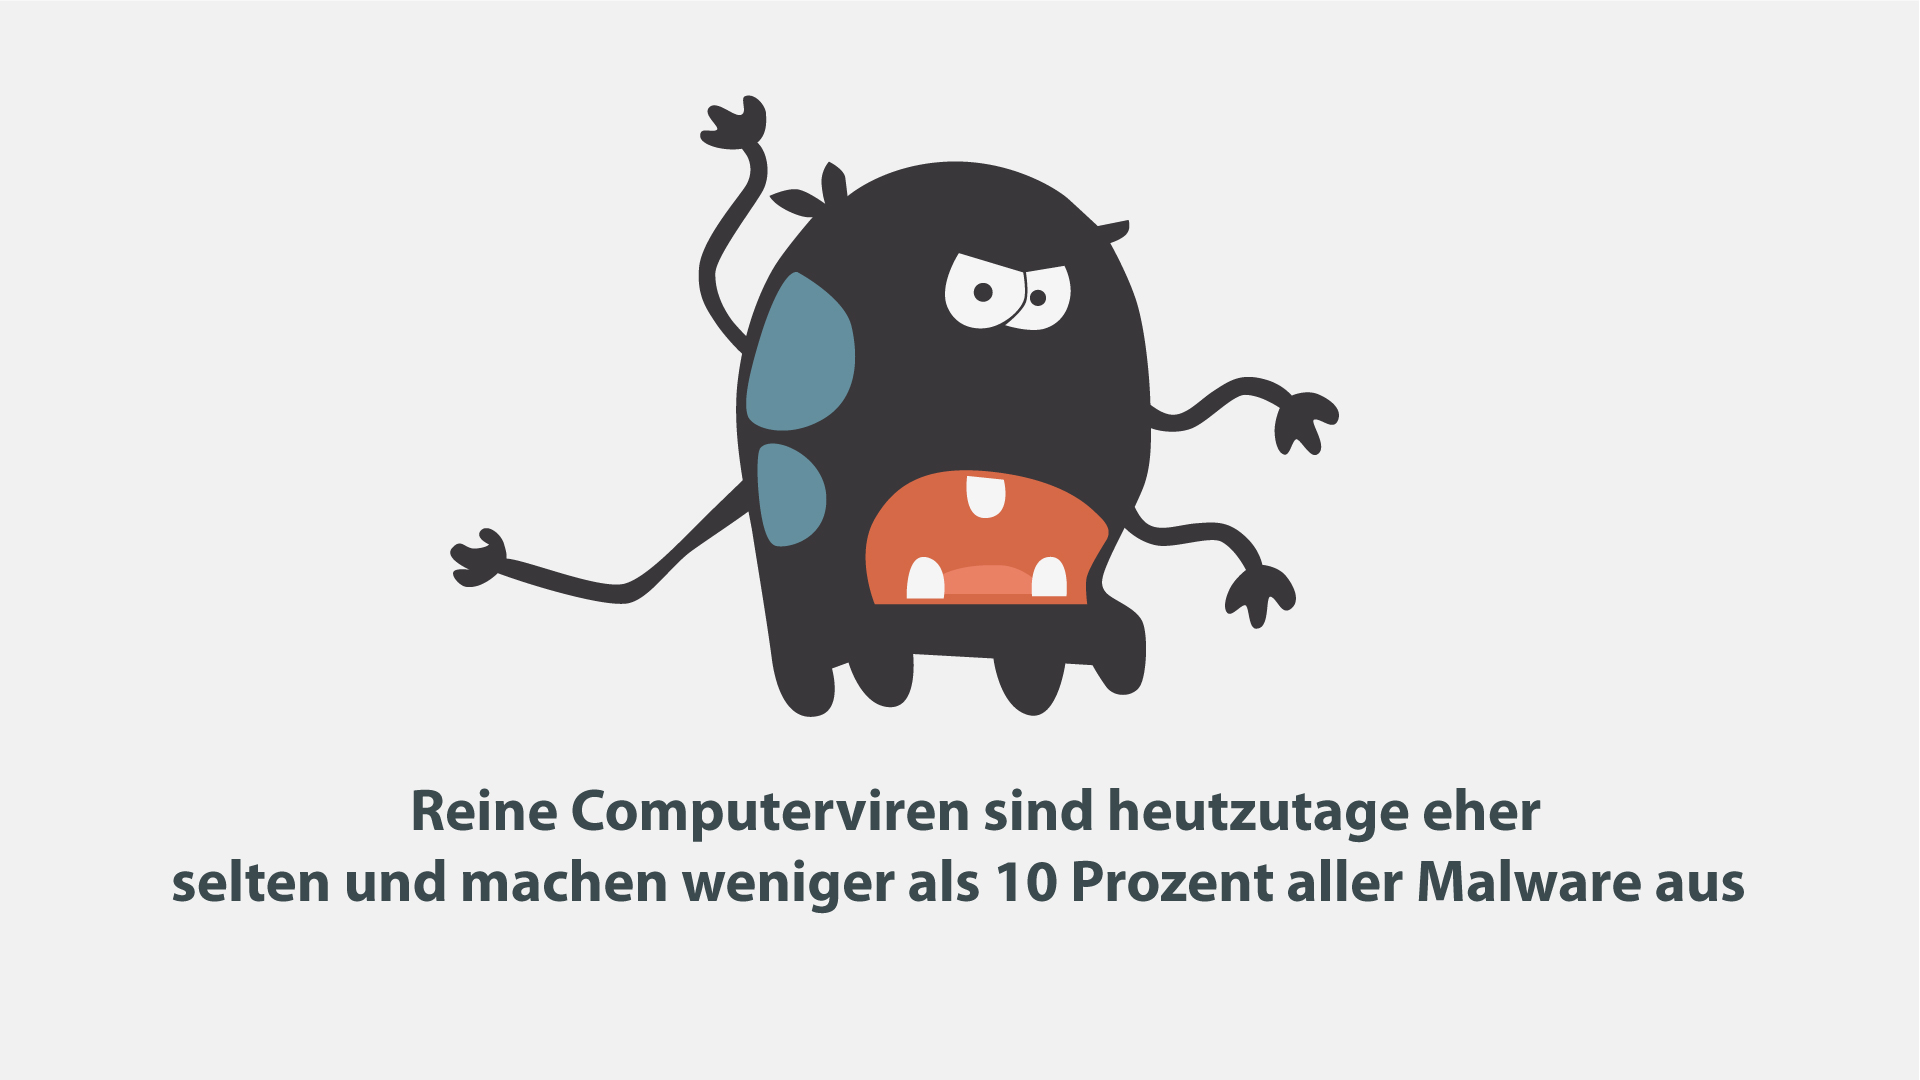 Reine Computerviren sind heutzutage eher
selten und machen weniger als 10 Prozent aller Malware aus